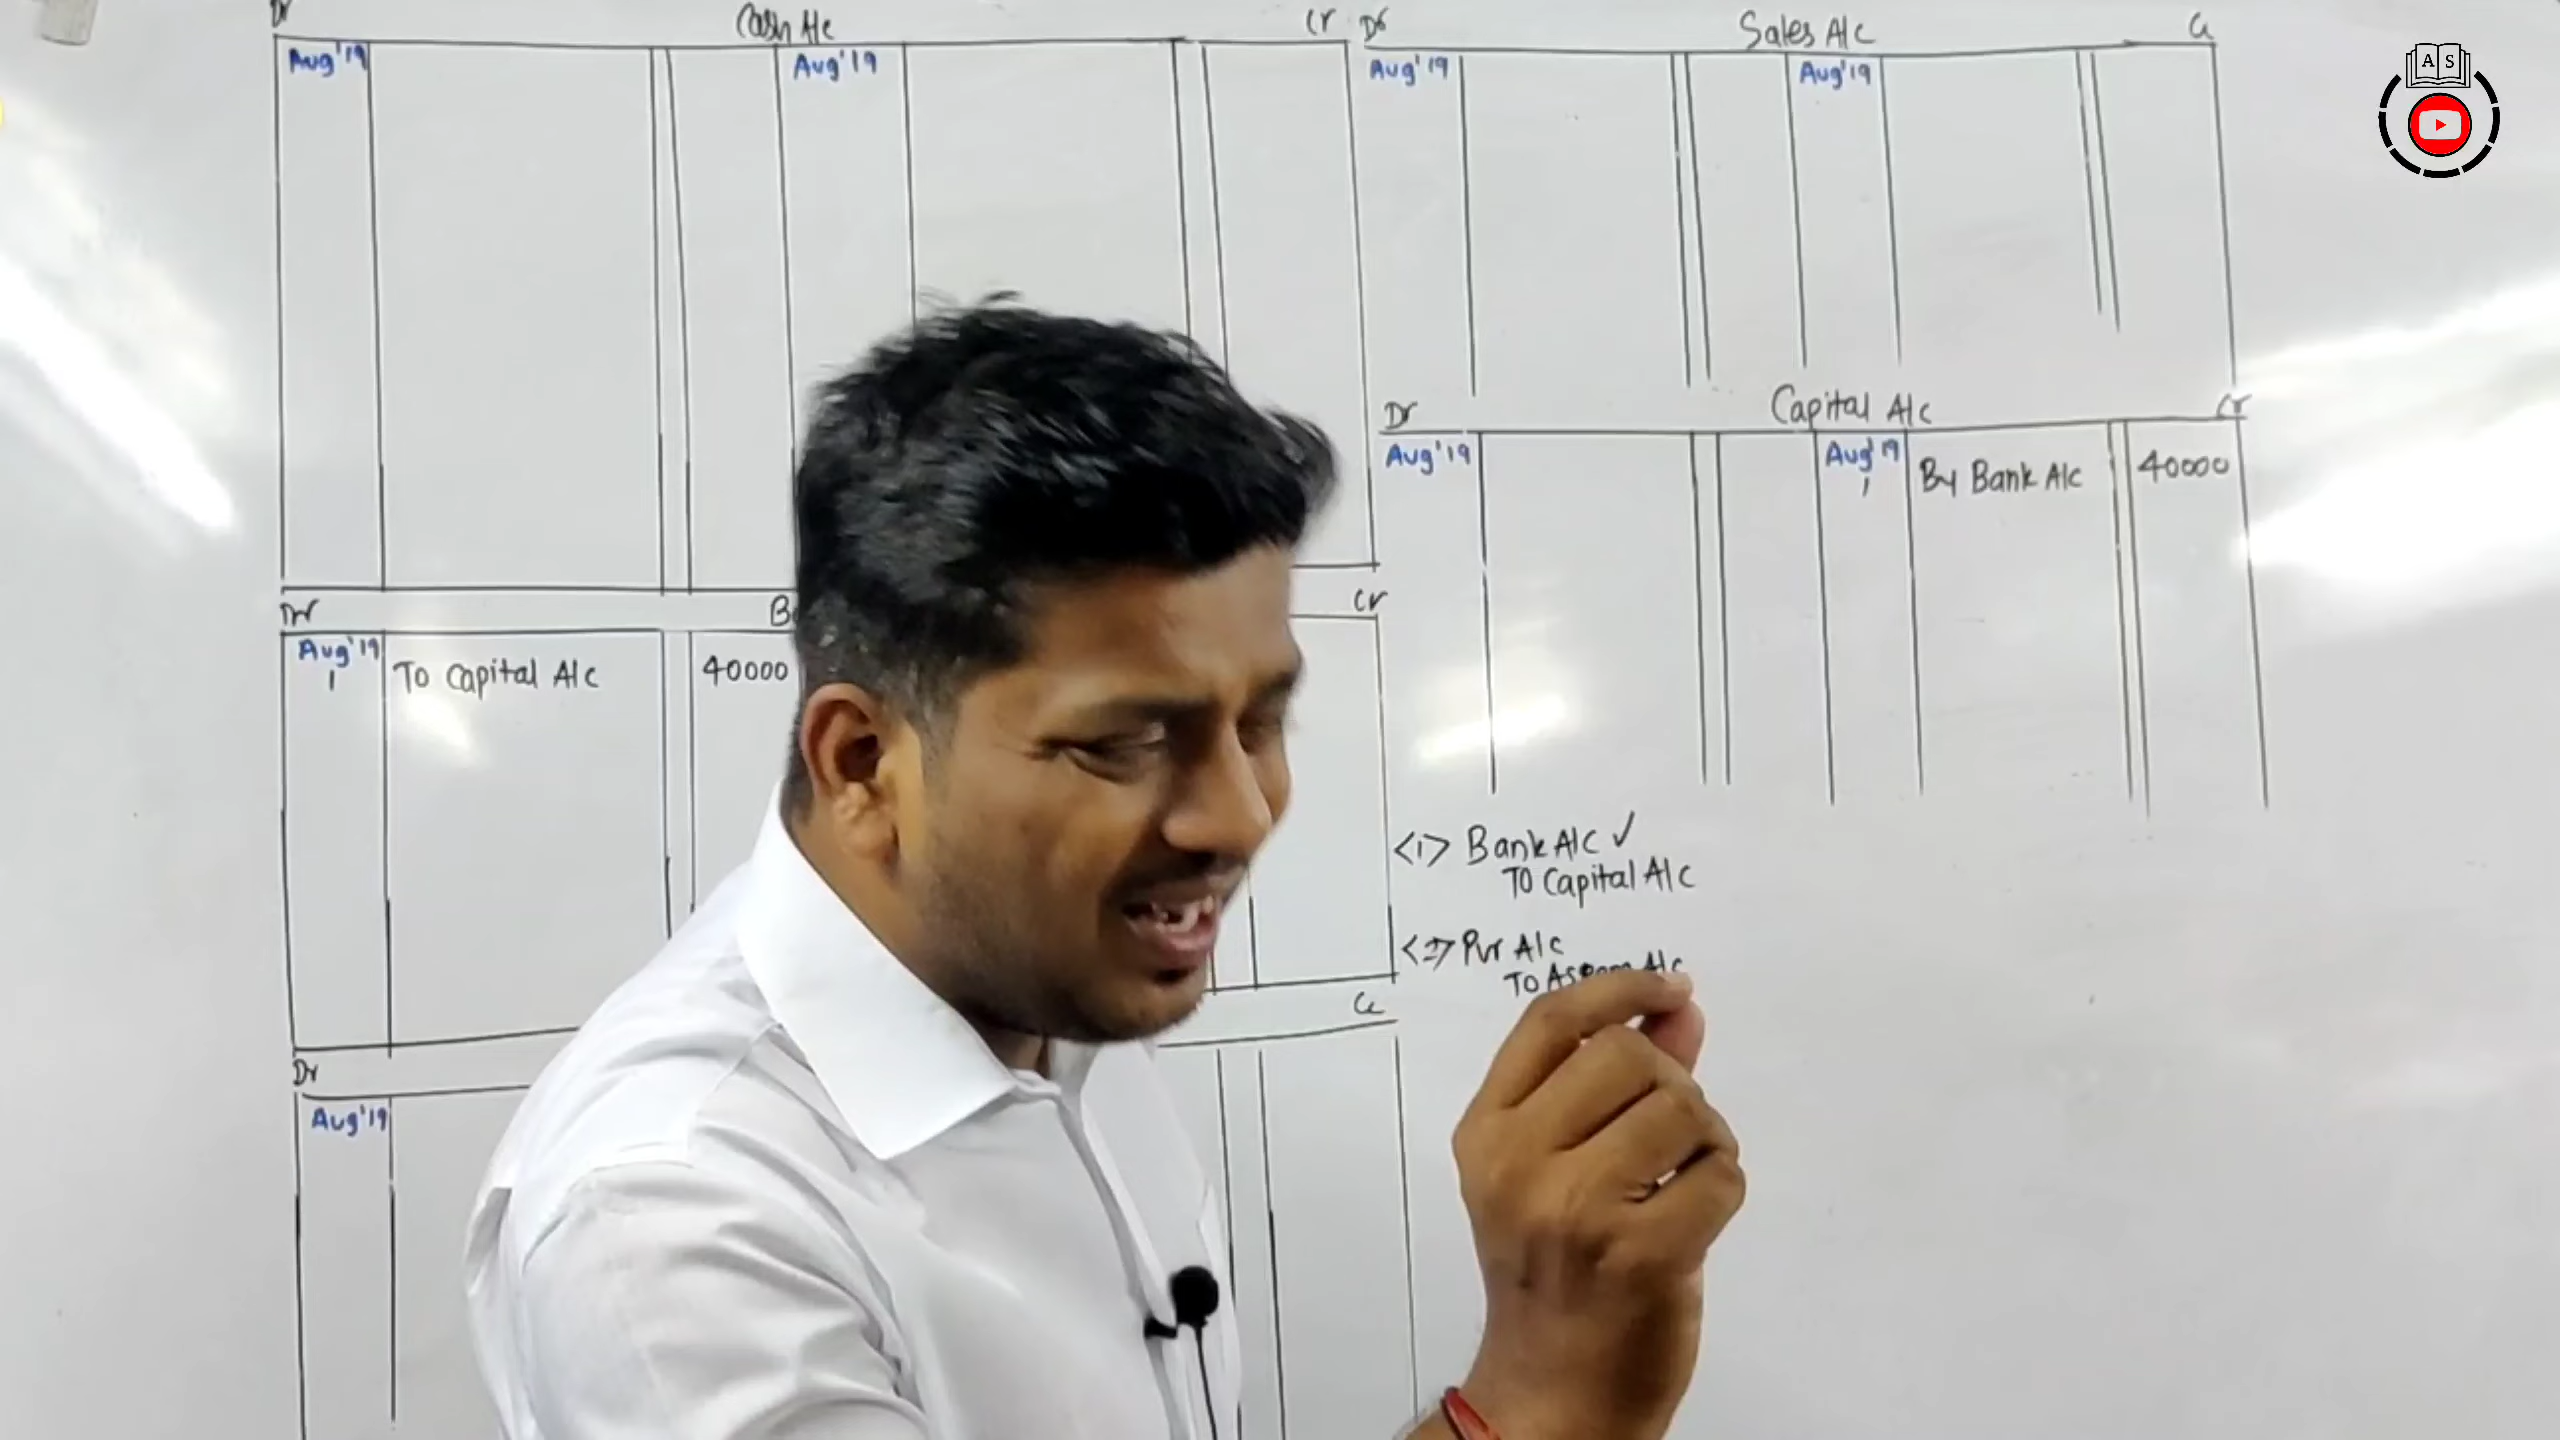 Dr Cash A/c Cr
Aug'19 Aug'19
Dr Sales A/c Cr
Aug'19 Aug'19
Dr Capital A/c Cr
Aug'19 Aug'19
1 By Bank A/c 40000
Dr Cr
Aug'19
1 To Capital A/c 40000
<1> Bank A/c ✓
To Capital A/c
<2> Pur A/c
To A/c
Dr Cr
Aug'19
A S